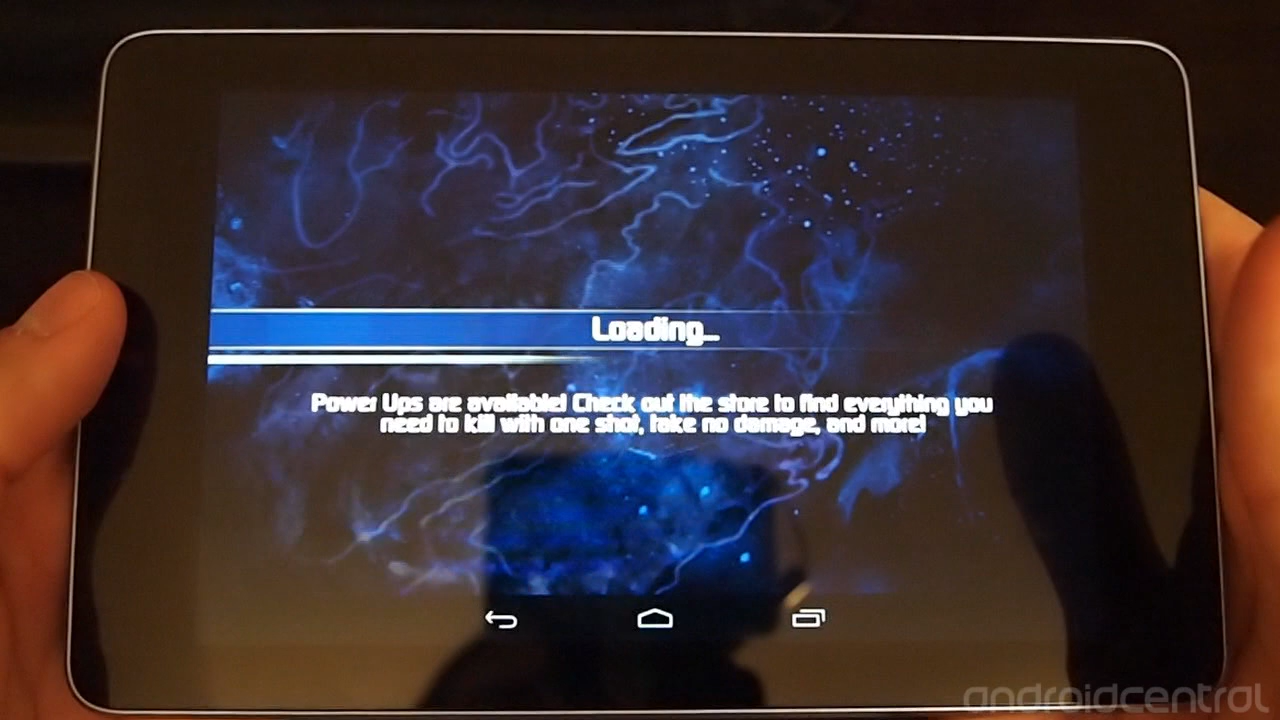 Loading...
Power Ups are available! Check out the store to find everything you
need to kill with one shot, take no damage, and more!
androidcentral